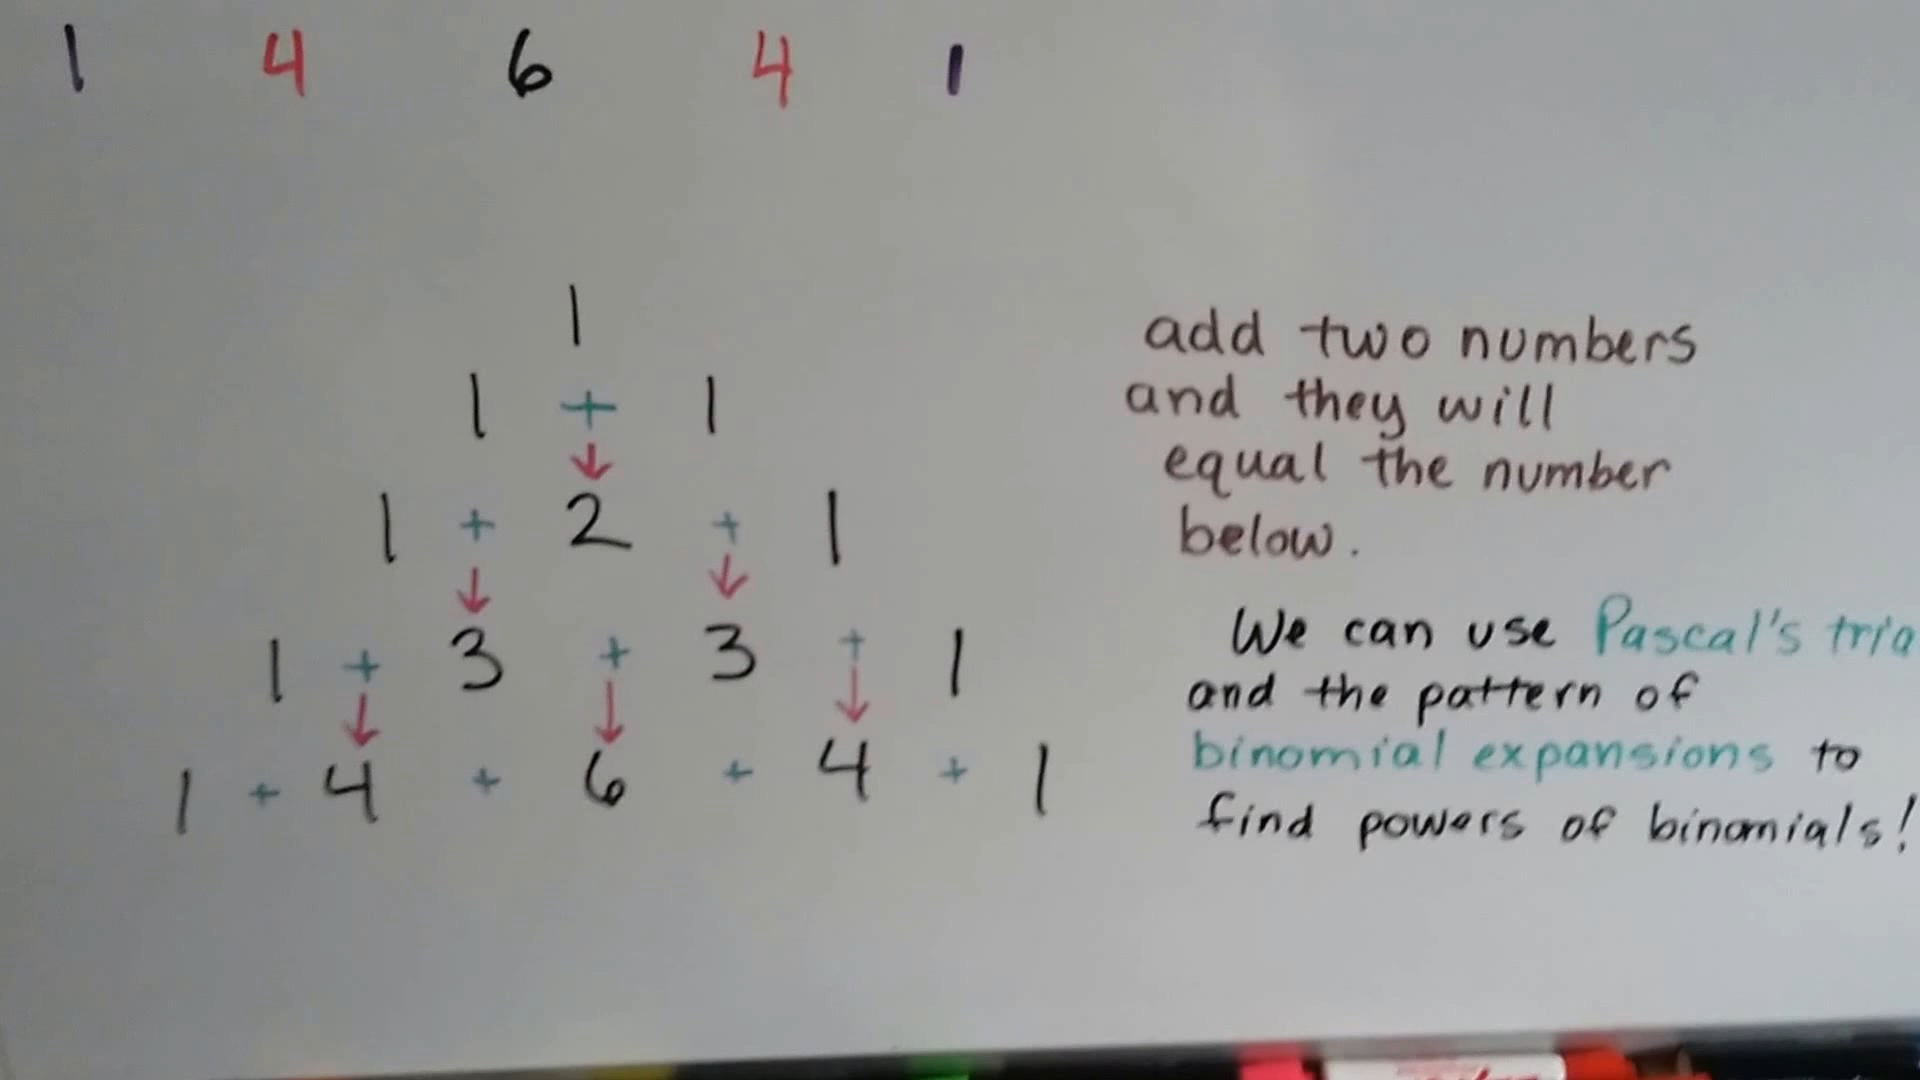 1 4 6 4 1
1
1 + 1
↓
1 + 2 + 1
↓ ↓
1 + 3 + 3 + 1
↓ ↓ ↓
1 + 4 + 6 + 4 + 1
add two numbers
and they will
equal the number
below.
We can use Pascal's tria
and the pattern of
binomial expansions to
find powers of binomials!